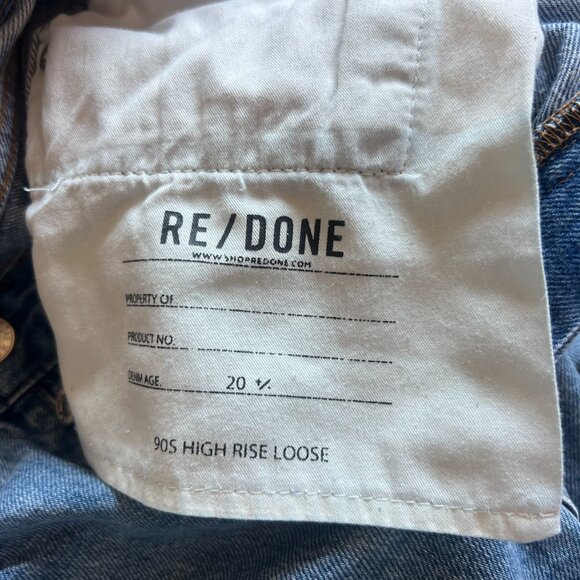 RE/DONE
WWW.SHOPREDONE.COM
PROPERTY OF
PRODUCT NO.
DENIM AGE. 20 +/-
90S HIGH RISE LOOSE